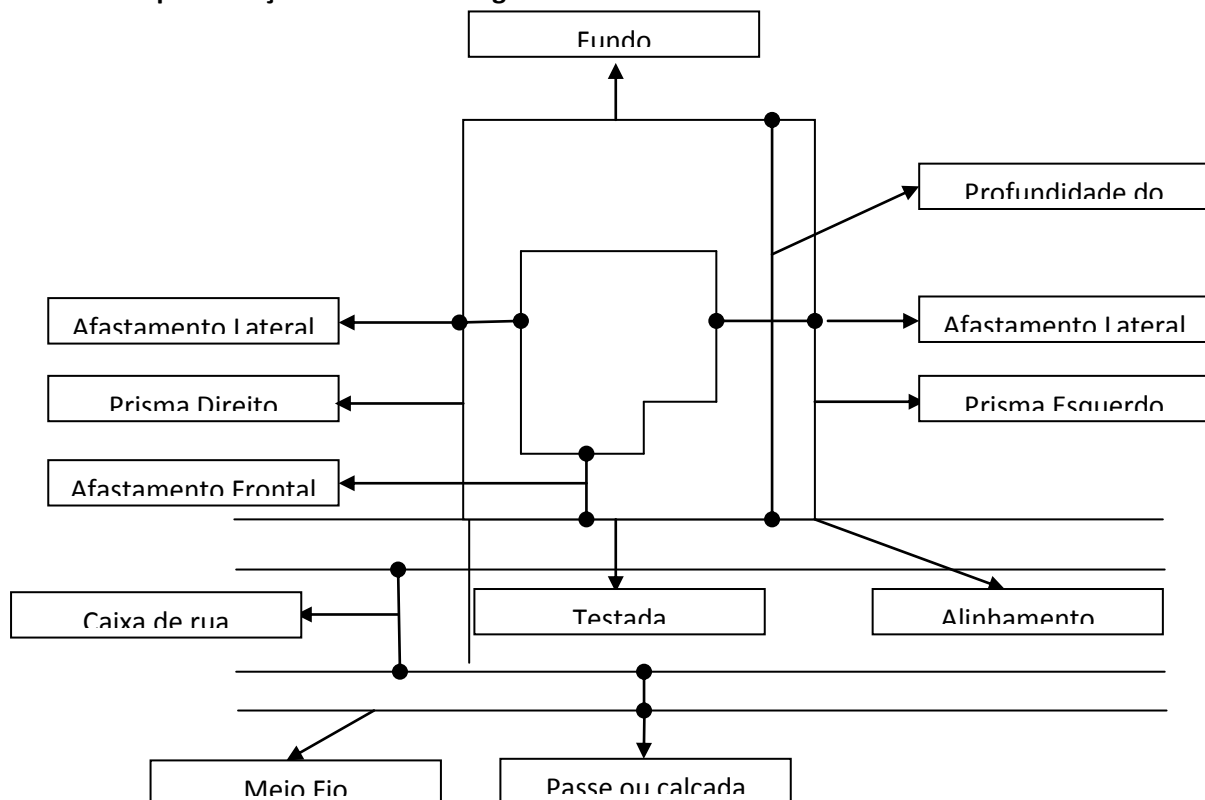 Fundo
Profundidade do
Afastamento Lateral
Afastamento Lateral
Prisma Direito
Prisma Esquerdo
Afastamento Frontal
Caixa de rua
Testada
Alinhamento
Meio Fio
Passe ou calçada